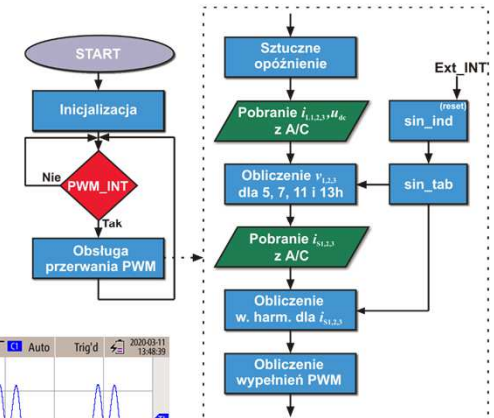 START
Inicjalizacja
Nie
PWM_INT
Tak
Obsługa
przerwania PWM
Sztuczne
opóźnienie
Ext_INT
Pobranie i1,1,2,3, udc
z A/C
(reset)
sin_ind
Obliczenie v1,2,3
dla 5, 7, 11 i 13h
sin_tab
Pobranie iS1,2,3
z A/C
Obliczenie
w. harm. dla iS1,2,3
Obliczenie
wypełnień PWM
C1 Auto Trig'd 2020-03-11
13:48:39